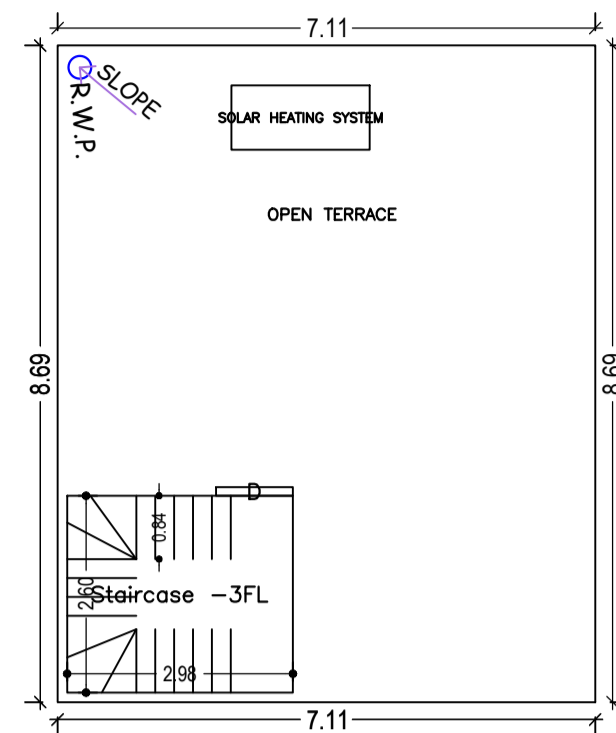 7.11
SLOPE
R.W.P.
SOLAR HEATING SYSTEM
OPEN TERRACE
8.69
8.69
D
0.84
2.60
Staircase -3FL
2.98
7.11